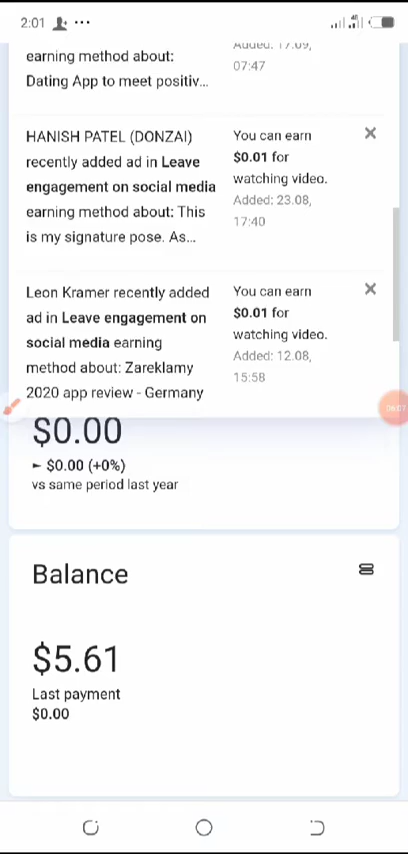 2:01
Added: 17.09,
earning method about:
07:47
Dating App to meet positiv...
HANISH PATEL (DONZAI)
recently added ad in Leave
engagement on social media
earning method about: This
is my signature pose. As...
You can earn
$0.01 for
watching video.
Added: 23.08,
17:40
Leon Kramer recently added
ad in Leave engagement on
social media earning
method about: Zareklamy
2020 app review - Germany
You can earn
$0.01 for
watching video.
Added: 12.08,
15:58
$0.00
$0.00 (+0%)
vs same period last year
Balance
$5.61
Last payment
$0.00